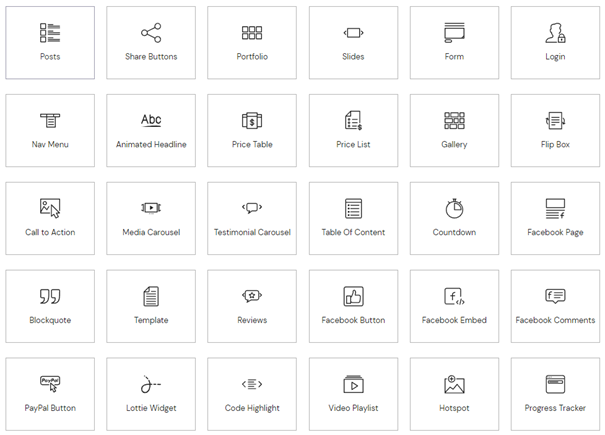 Posts
Share Buttons
Portfolio
Slides
Form
Login
Nav Menu
Abc
Animated Headline
$
Price Table
$
Price List
Gallery
Flip Box
Call to Action
Media Carousel
Testimonial Carousel
Table Of Content
Countdown
f
Facebook Page
Blockquote
Template
Reviews
Facebook Button
f
Facebook Embed
f
Facebook Comments
PayPal
PayPal Button
Lottie Widget
Code Highlight
Video Playlist
Hotspot
Progress Tracker